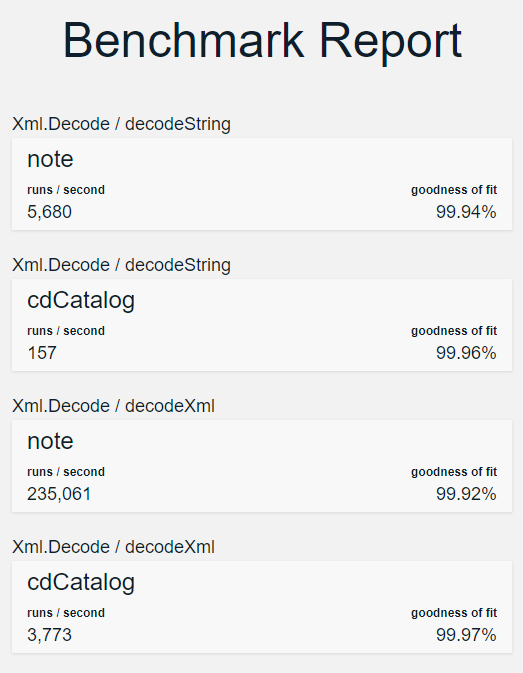 Benchmark Report
Xml.Decode / decodeString
note
runs / second goodness of fit
5,680 99.94%
Xml.Decode / decodeString
cdCatalog
runs / second goodness of fit
157 99.96%
Xml.Decode / decodeXml
note
runs / second goodness of fit
235,061 99.92%
Xml.Decode / decodeXml
cdCatalog
runs / second goodness of fit
3,773 99.97%